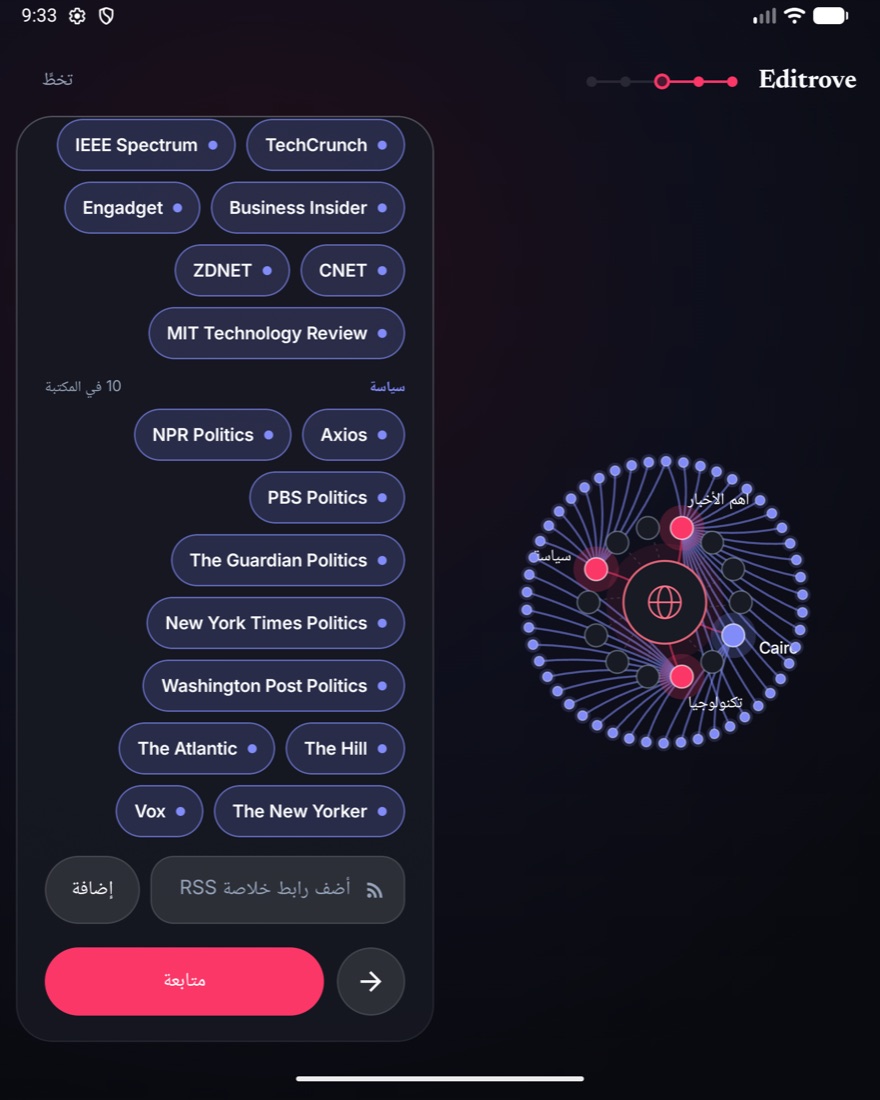 9:33
Editrove
تخطَّ
TechCrunch
IEEE Spectrum
Business Insider
Engadget
CNET
ZDNET
MIT Technology Review
سياسة
10 في المكتبة
Axios
NPR Politics
PBS Politics
The Guardian Politics
New York Times Politics
Washington Post Politics
The Hill
The Atlantic
The New Yorker
Vox
أضف رابط خلاصة RSS
إضافة
متابعة
أهم الأخبار
سياسة
Cairo
تكنولوجيا